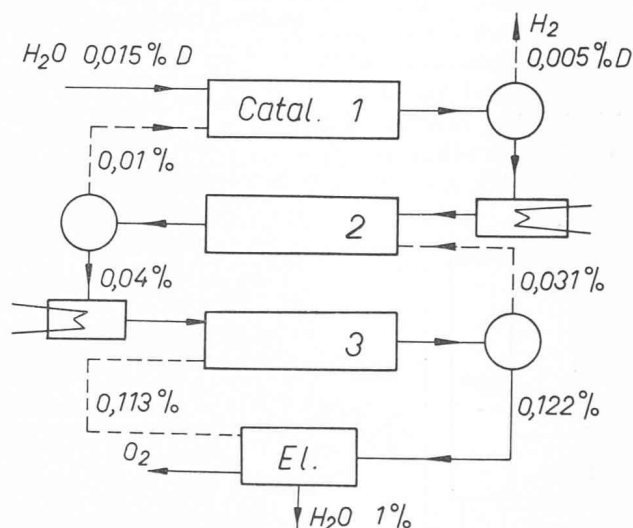 H₂
H₂O 0,015% D
0,005% D
Catal. 1
0,01%
2
0,04%
0,031%
3
0,113%
0,122%
O₂
El.
H₂O 1%